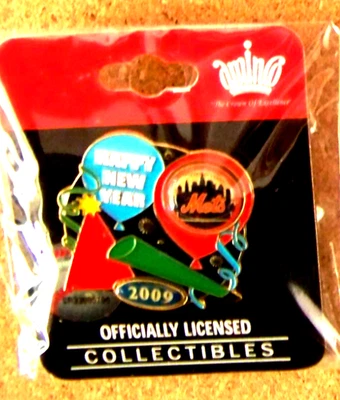 aminco
HAPPY
NEW
YEAR
Mets
2009
OFFICIALLY LICENSED
COLLECTIBLES